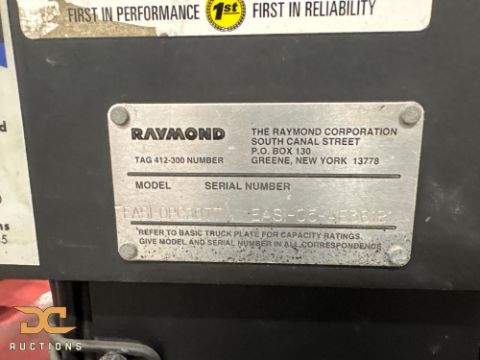 FIRST IN PERFORMANCE 1st FIRST IN RELIABILITY
RAYMOND
THE RAYMOND CORPORATION
SOUTH CANAL STREET
P.O. BOX 130
GREENE, NEW YORK 13778
TAG 412-300 NUMBER
MODEL SERIAL NUMBER
*REFER TO BASIC TRUCK PLATE FOR CAPACITY RATINGS.
GIVE MODEL AND SERIAL NUMBER IN ALL CORRESPONDENCE.
DC
AUCTIONS